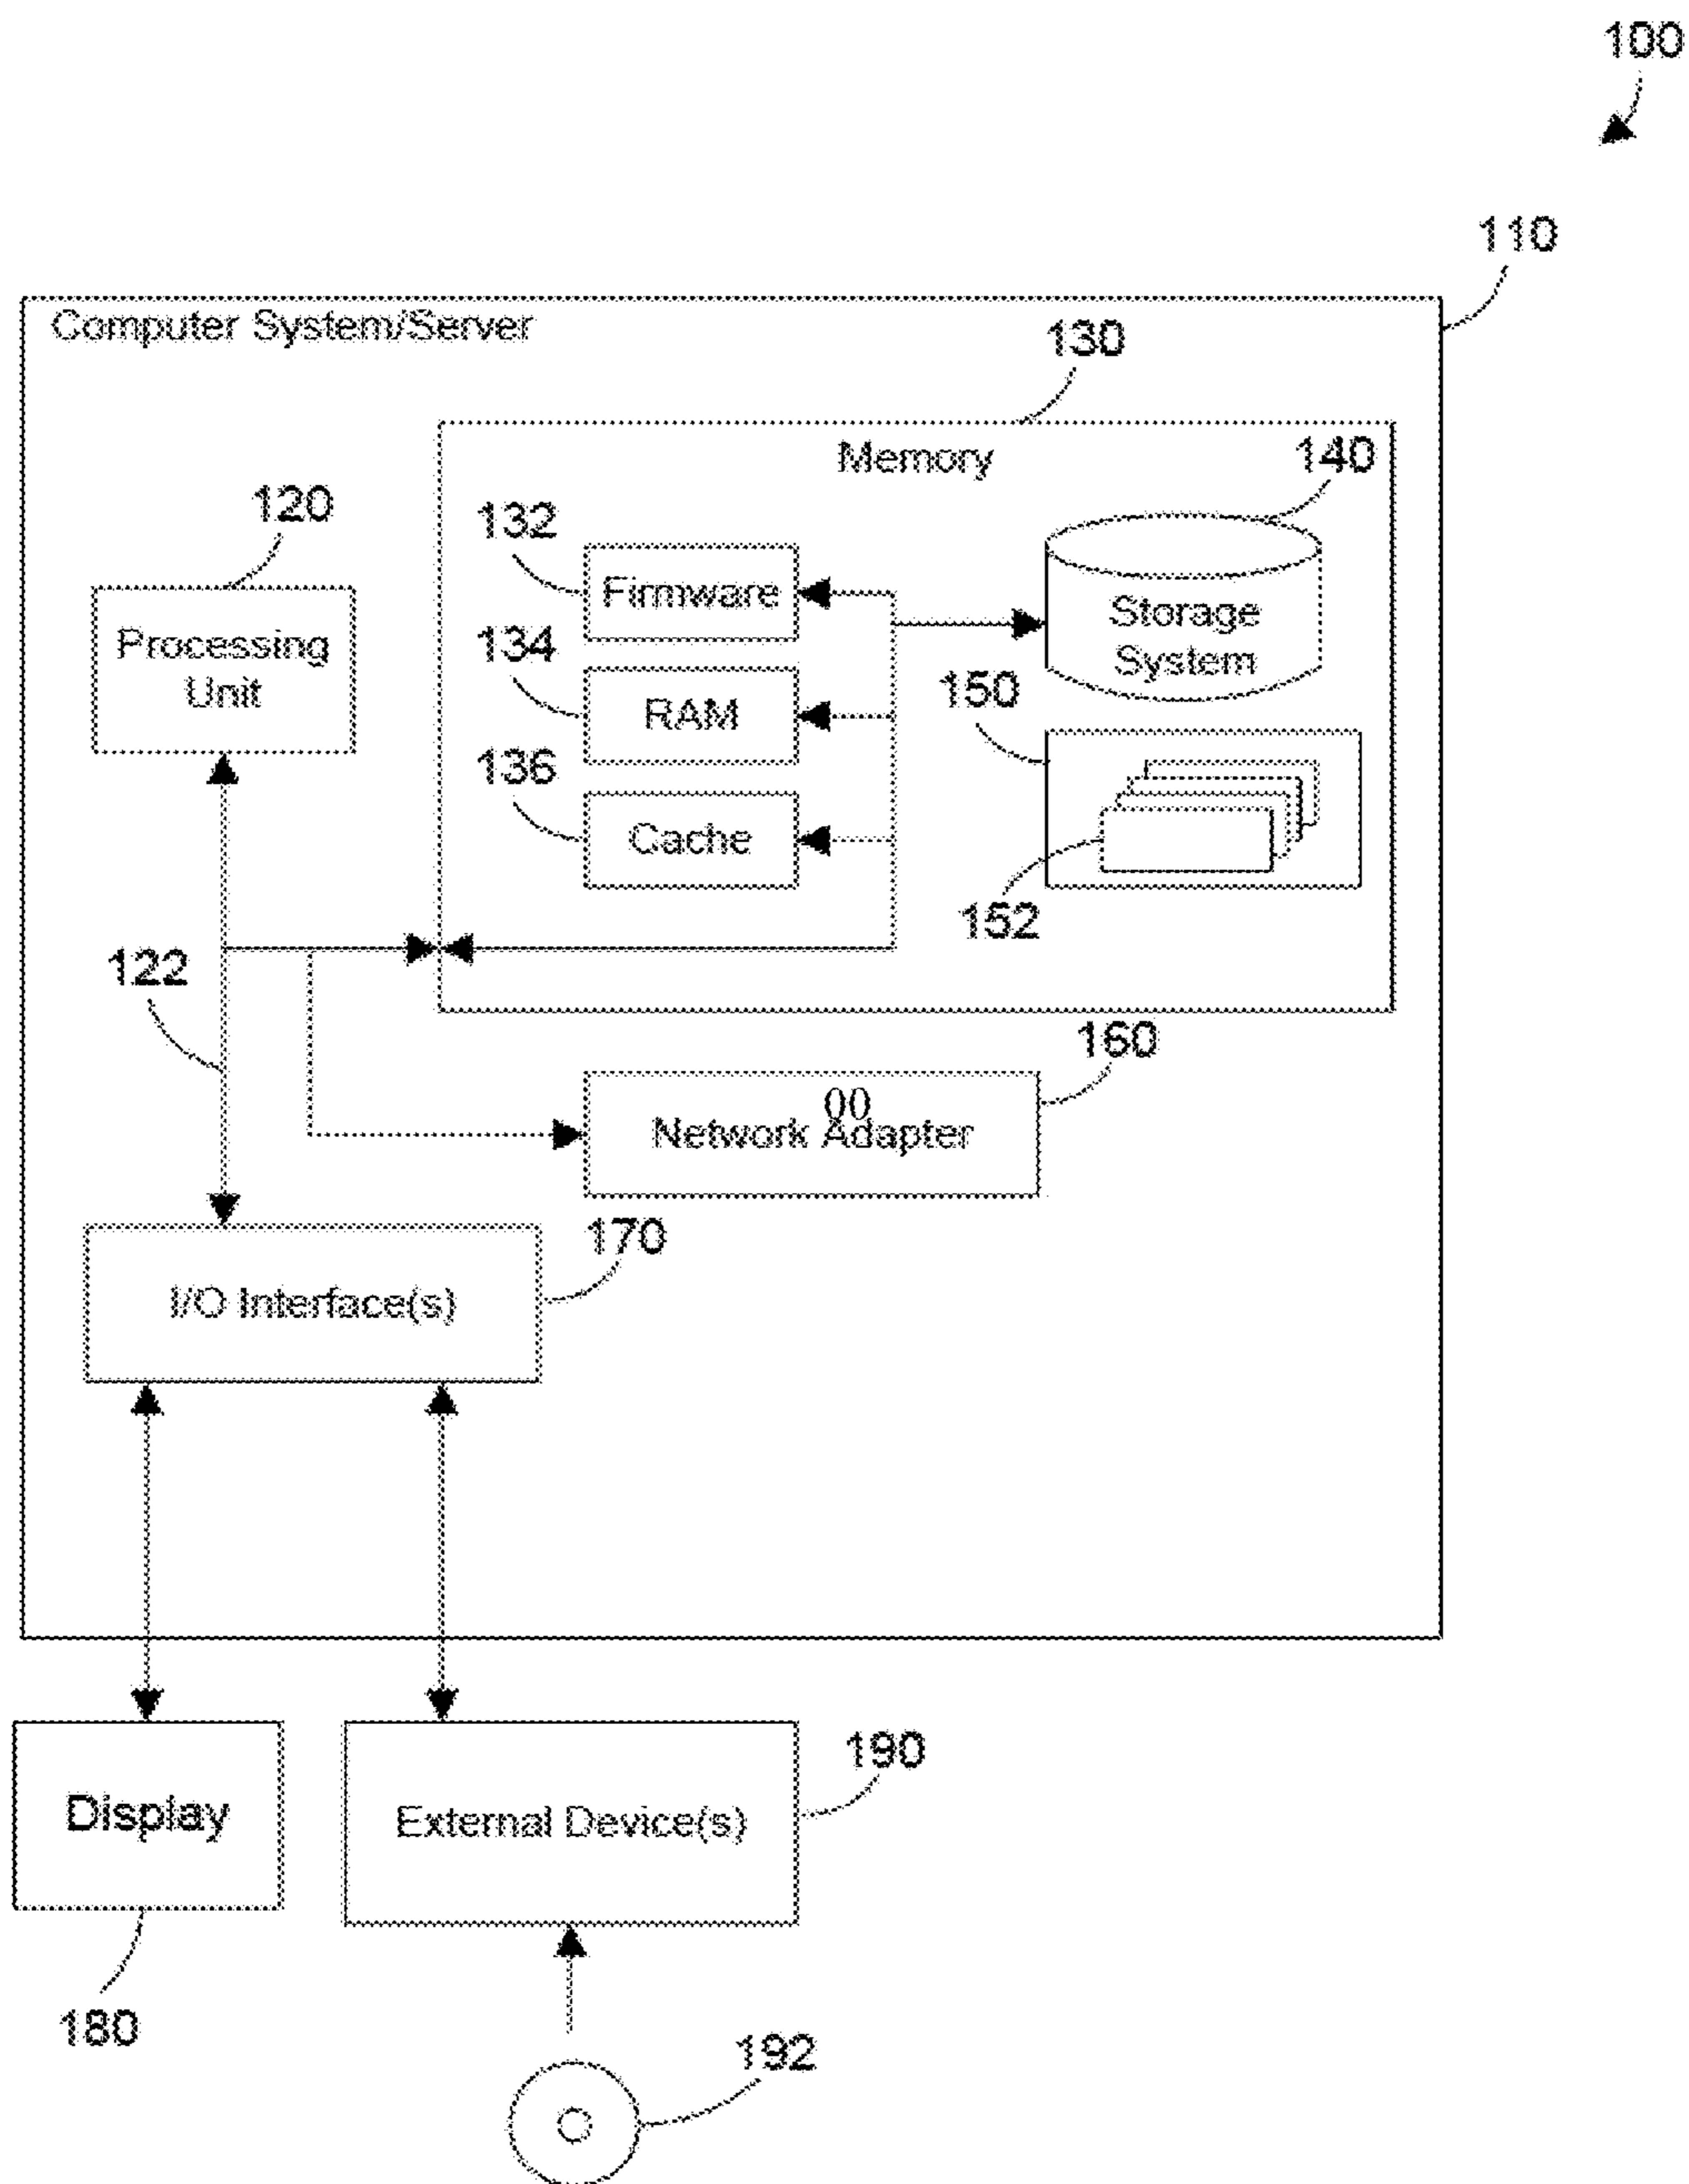 100
110
Computer System/Server
130
Memory
140
120
132
Firmware
Processing
Unit
Storage
System
134
RAM
150
136
Cache
152
122
160
00
Network Adapter
170
I/O Interface(s)
190
Display
External Device(s)
180
192